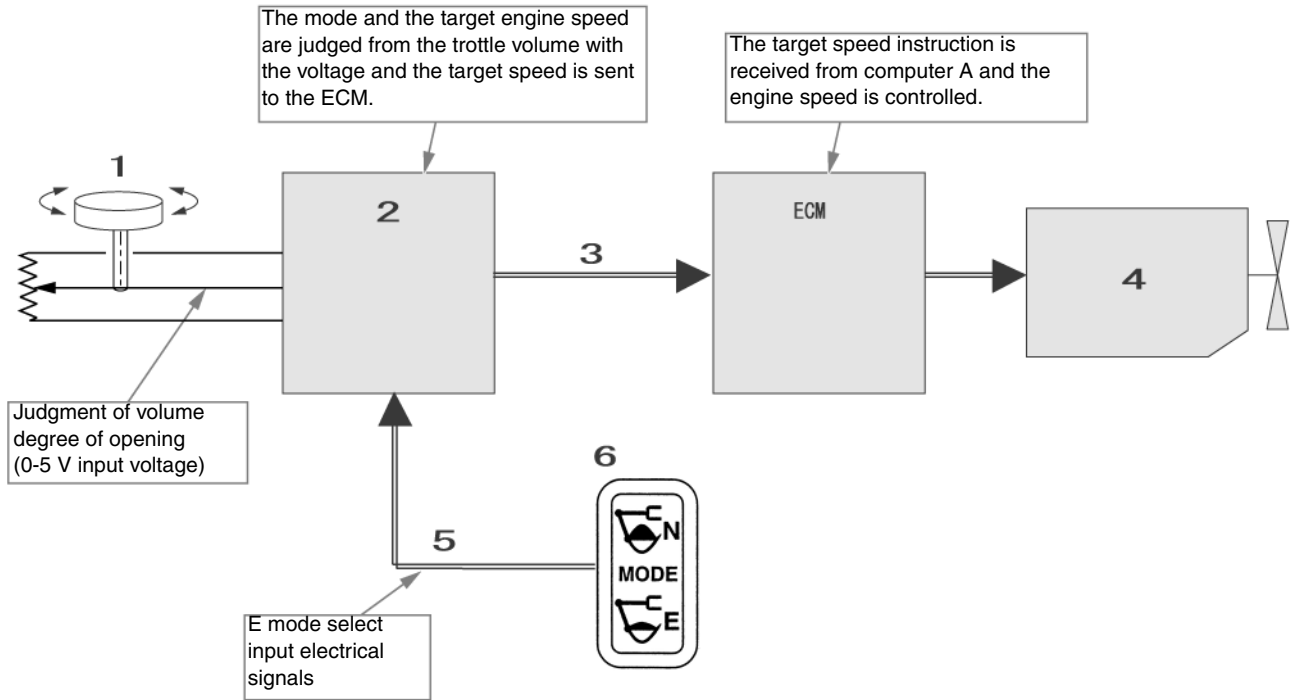 The mode and the target engine speed
are judged from the trottle volume with
the voltage and the target speed is sent
to the ECM.
The target speed instruction is
received from computer A and the
engine speed is controlled.
1
2
ECM
3
4
Judgment of volume
degree of opening
(0-5 V input voltage)
6
N
5
MODE
E
E mode select
input electrical
signals